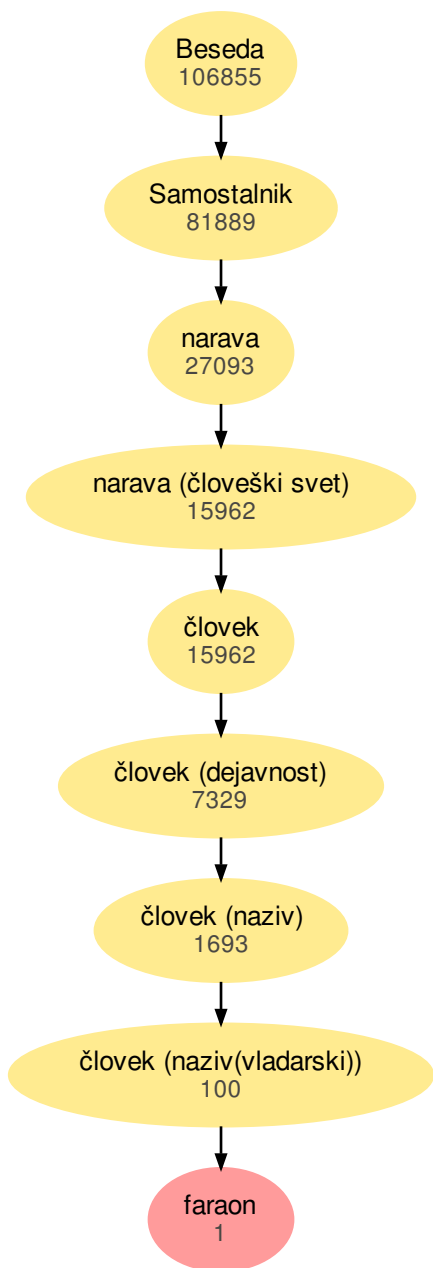 Beseda
106855
Samostalnik
81889
narava
27093
narava (človeški svet)
15962
človek
15962
človek (dejavnost)
7329
človek (naziv)
1693
človek (naziv(vladarski))
100
faraon
1